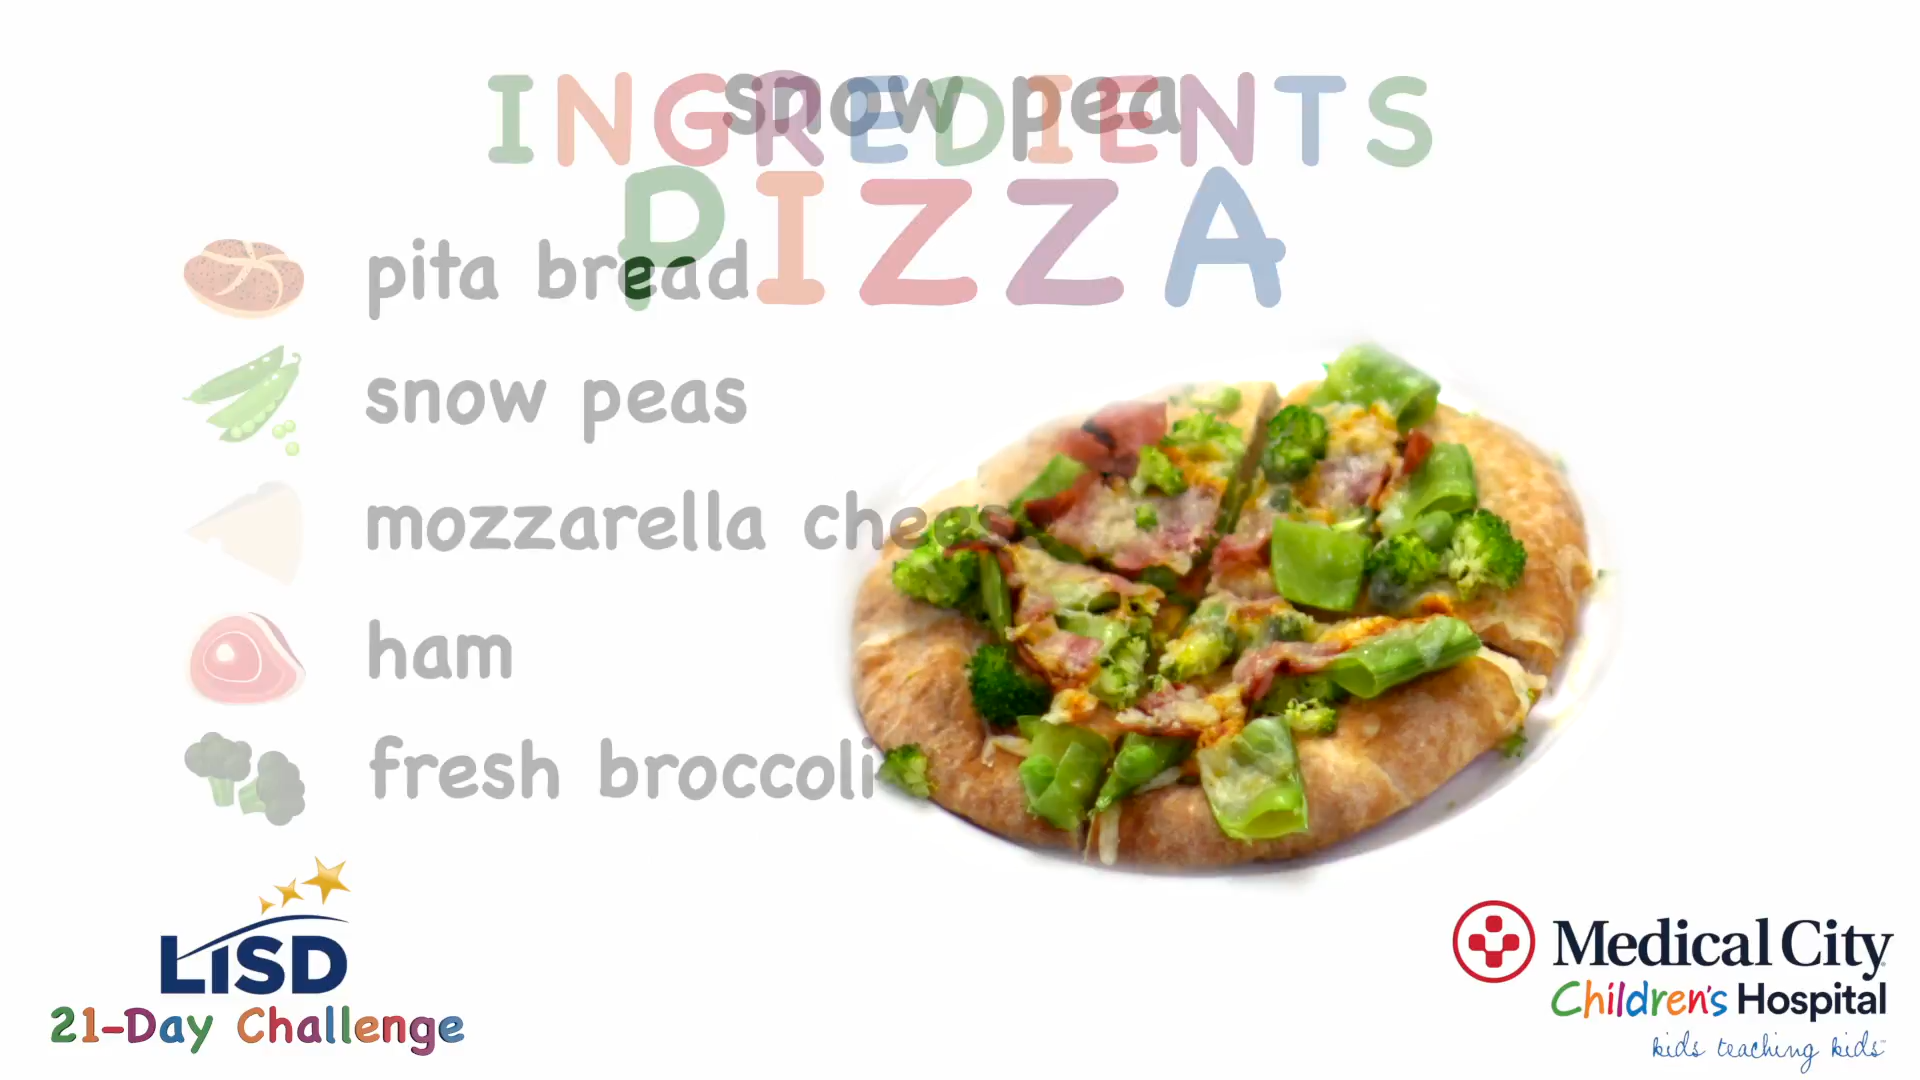 snow pea
INGREDIENTS
PIZZA
pita bread
snow peas
mozzarella chees
ham
fresh broccoli
LISD
21-Day Challenge
Medical City
Children's Hospital
kids teaching kids